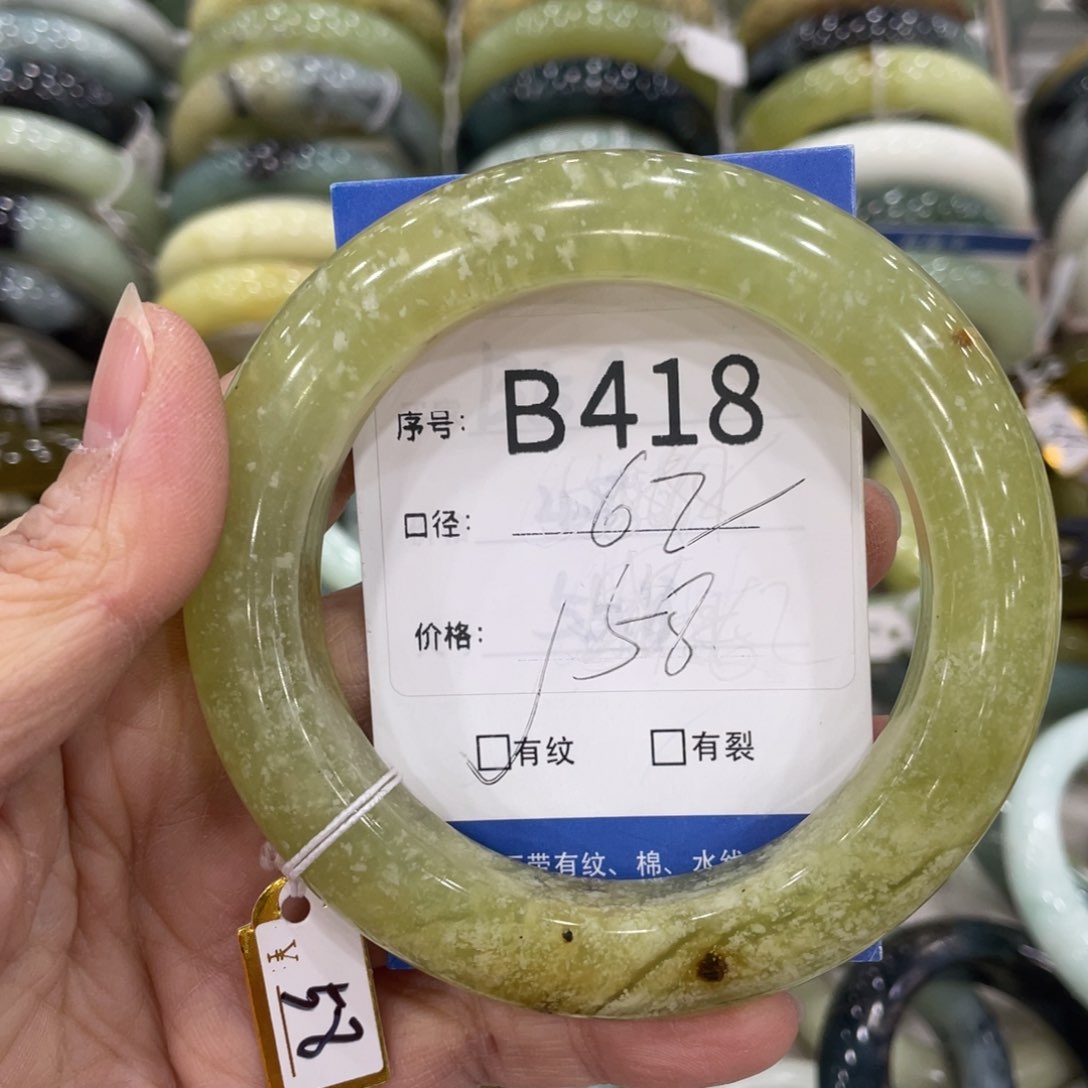 序号: B418
口径: 62
价格: 158
□有纹 □有裂
带有纹、棉、水线
¥: 52